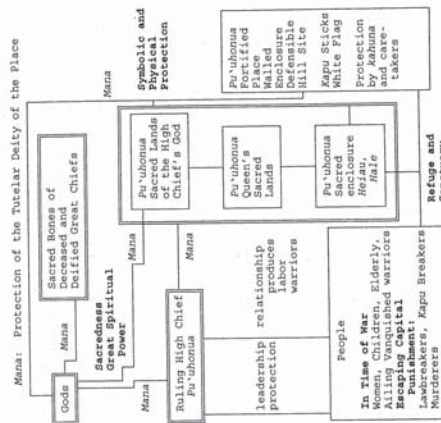 Mana: Protection of the Tutelar Deity of the Place
Gods
Mana
Sacred Bones of
Deceased and
Deified Great Chiefs
Mana
Sacredness
Great Spiritual
Power
Mana
Mana
Mana
Symbolic and
Physical
Protection
Ruling High Chief
Pu'uhonua
Pu'uhonua
Sacred Lands
of the High
Chief's God
Pu'uhonua
Queen's
Sacred
Lands
Pu'uhonua
Sacred
enclosure
Heiau,
Hale
Pu'uhonua
Fortified
Place
Walled
Enclosure
Defensible
Hill Site
Kapu Sticks
White Flag
Protection
by kahuna
and care-
takers
leadership
protection
relationship
produces
labor
warriors
Refuge and
People
In Time of War
Women, Children, Elderly,
Ailing Vanquished warriors
Escaping Capital
Punishment:
Lawbreakers, Kapu Breakers
Murderers